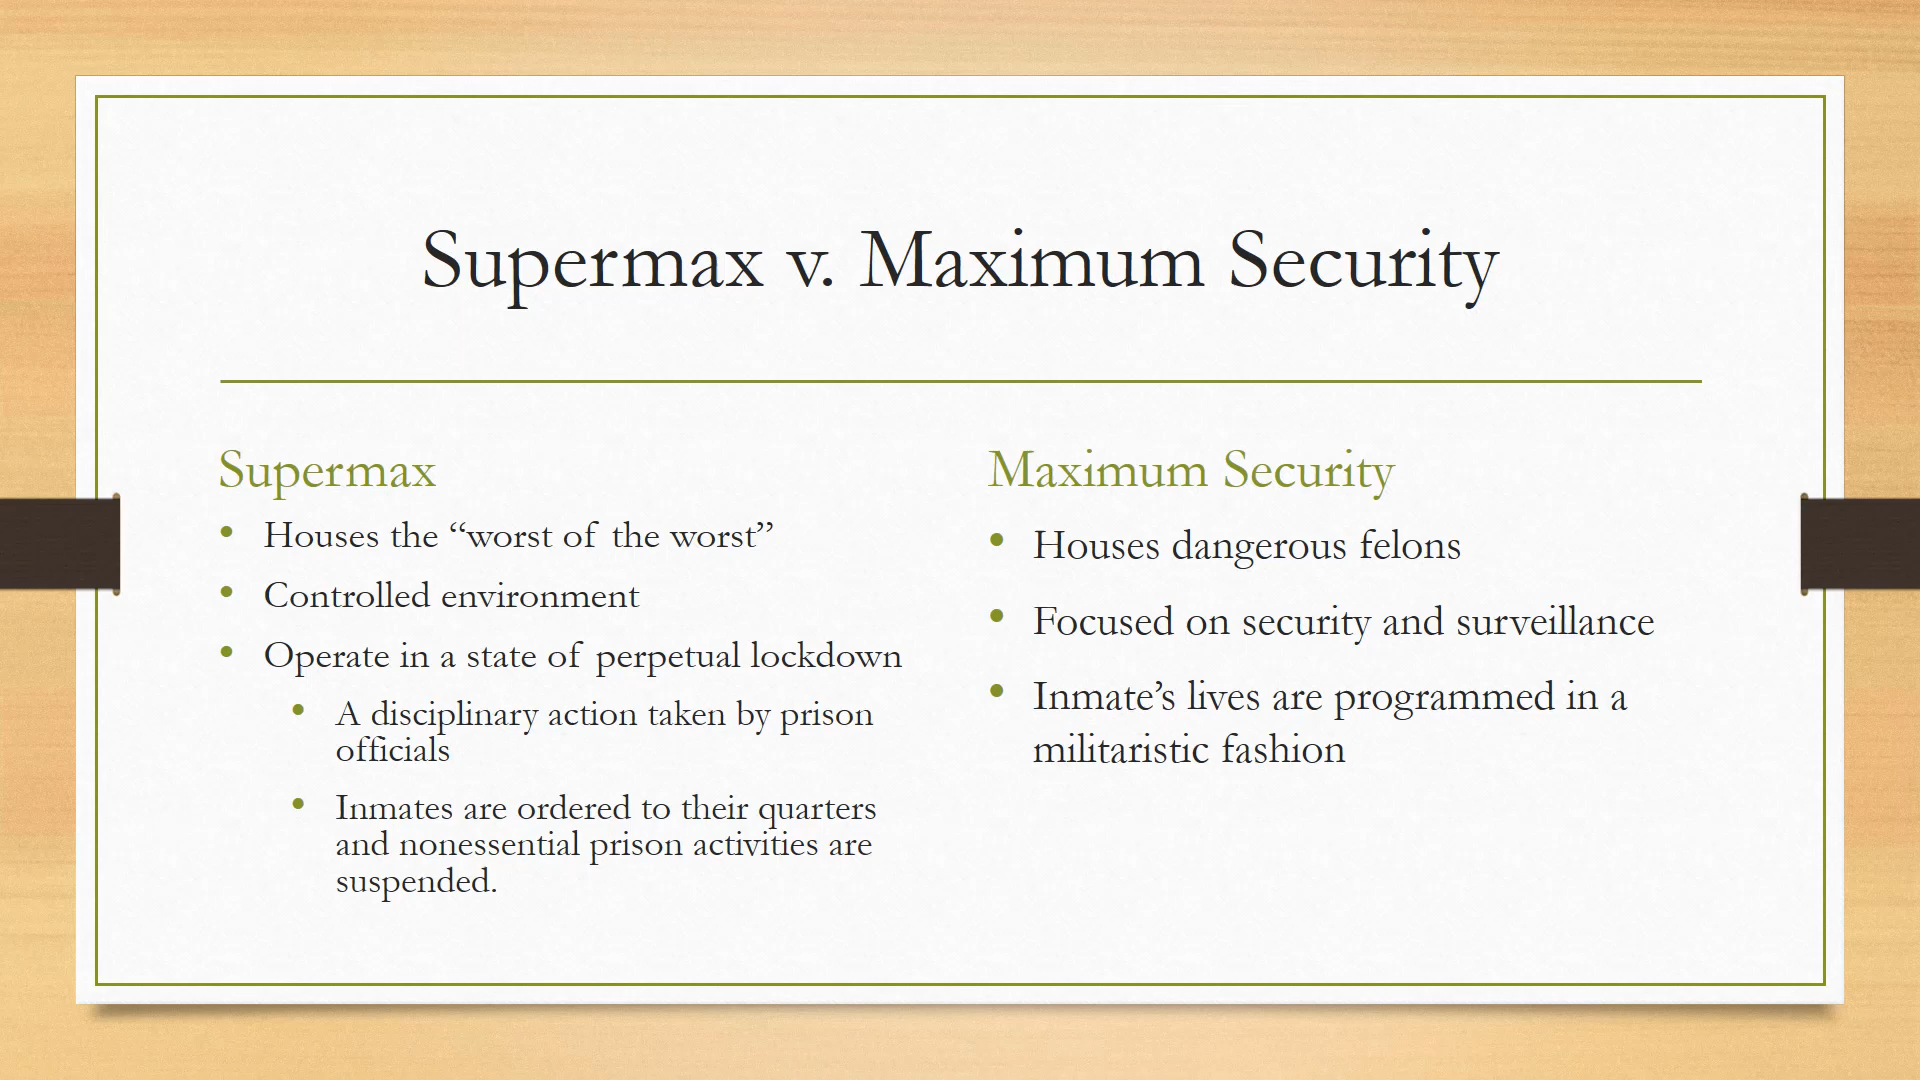 Supermax v. Maximum Security
Supermax
• Houses the “worst of the worst”
• Controlled environment
• Operate in a state of perpetual lockdown
• A disciplinary action taken by prison
officials
• Inmates are ordered to their quarters
and nonessential prison activities are
suspended.
Maximum Security
• Houses dangerous felons
• Focused on security and surveillance
• Inmate’s lives are programmed in a
militaristic fashion